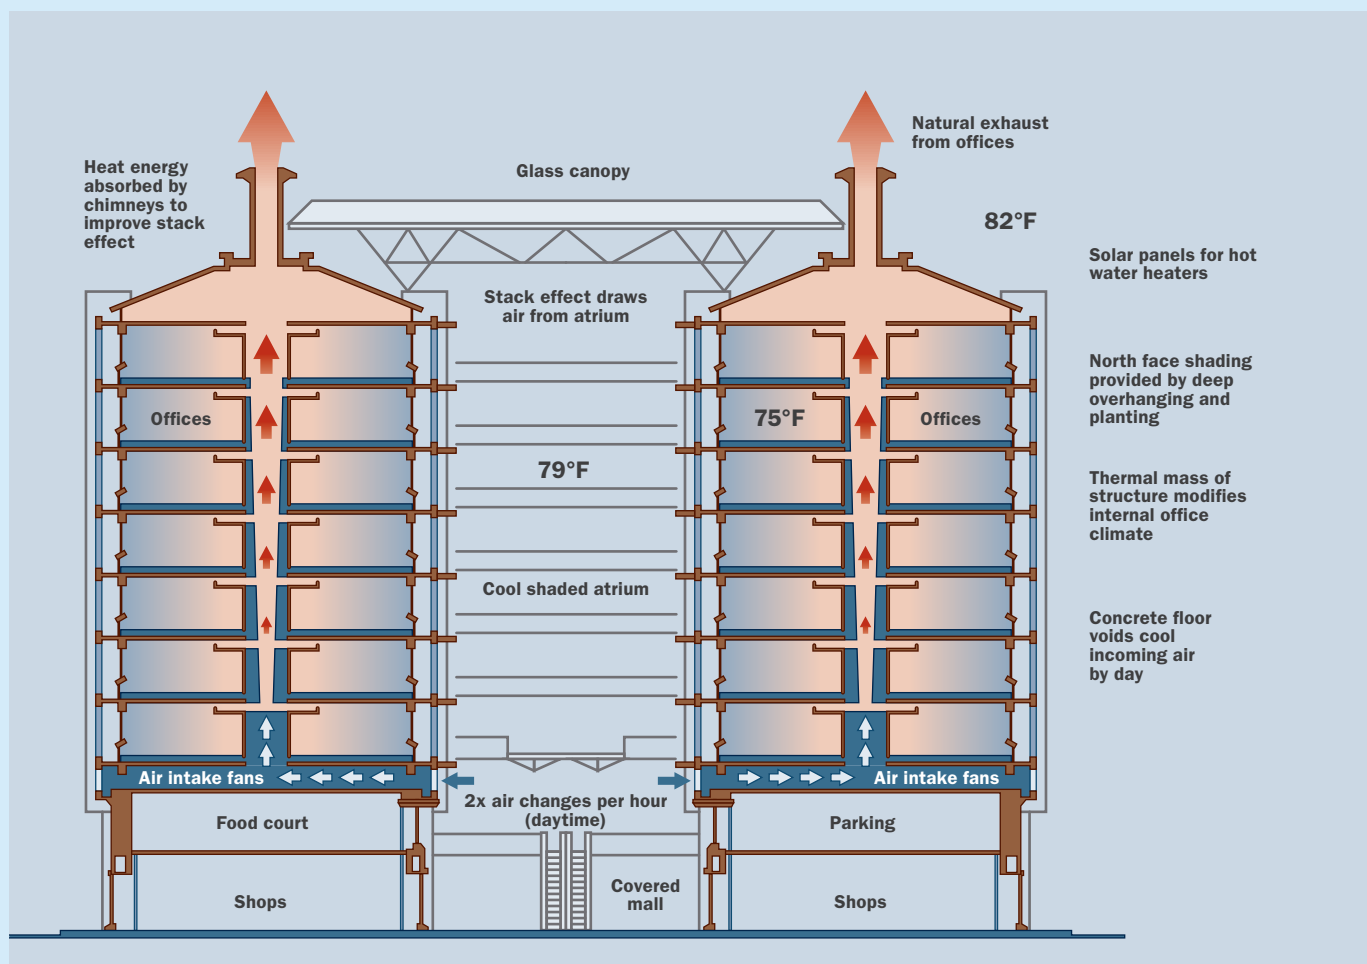 Natural exhaust
from offices
Heat energy
absorbed by
chimneys to
improve stack
effect
Glass canopy
82°F
Solar panels for hot
water heaters
Stack effect draws
air from atrium
North face shading
provided by deep
overhanging and
planting
Offices
75°F
Offices
79°F
Thermal mass of
structure modifies
internal office
climate
Cool shaded atrium
Concrete floor
voids cool
incoming air
by day
Air intake fans
Air intake fans
2x air changes per hour
(daytime)
Food court
Parking
Covered
mall
Shops
Shops